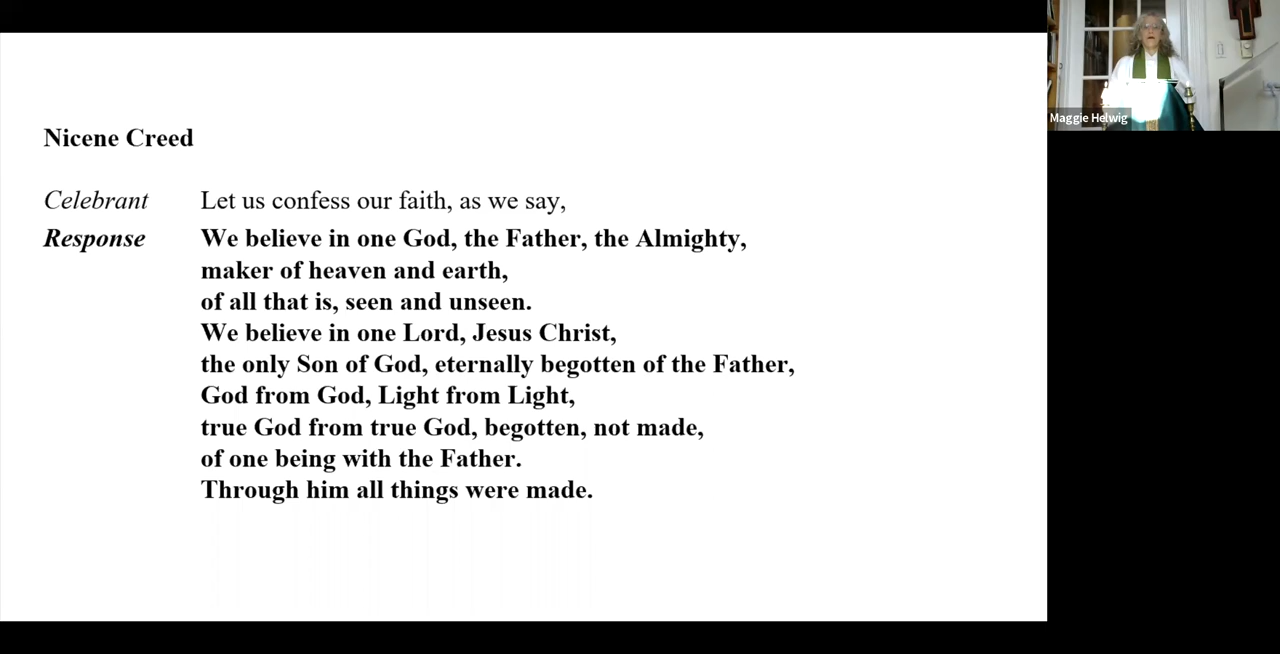 Nicene Creed
Celebrant Let us confess our faith, as we say,
Response We believe in one God, the Father, the Almighty,
maker of heaven and earth,
of all that is, seen and unseen.
We believe in one Lord, Jesus Christ,
the only Son of God, eternally begotten of the Father,
God from God, Light from Light,
true God from true God, begotten, not made,
of one being with the Father.
Through him all things were made.
Maggie Helwig